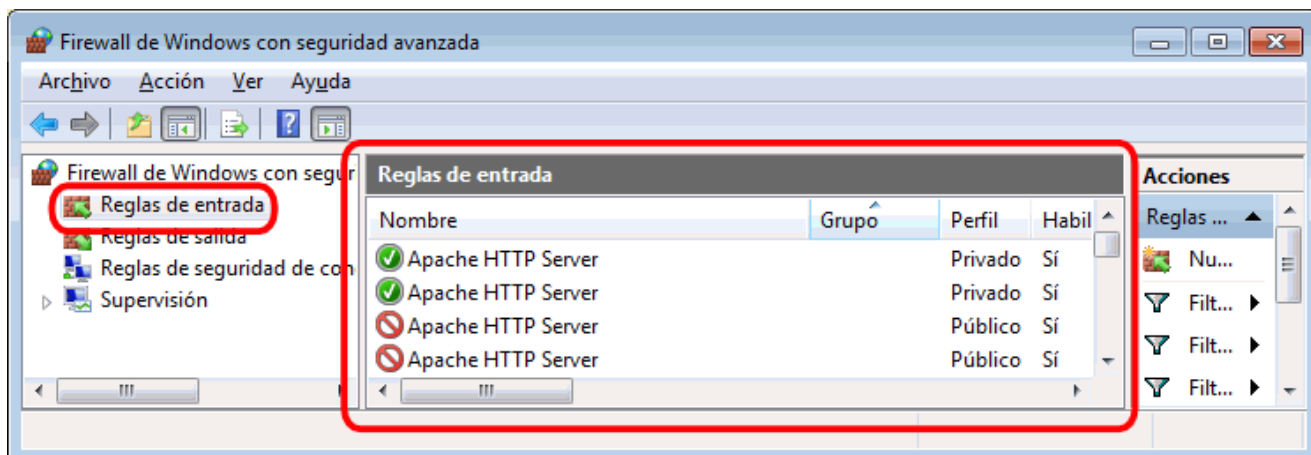 Firewall de Windows con seguridad avanzada
Archivo Acción Ver Ayuda
Firewall de Windows con segur
Reglas de entrada
Reglas de salida
Reglas de seguridad de con
Supervisión
Reglas de entrada
Nombre Grupo Perfil Habil
Apache HTTP Server Privado Sí
Apache HTTP Server Privado Sí
Apache HTTP Server Público Sí
Apache HTTP Server Público Sí
Acciones
Reglas ...
Nu...
Filt...
Filt...
Filt...